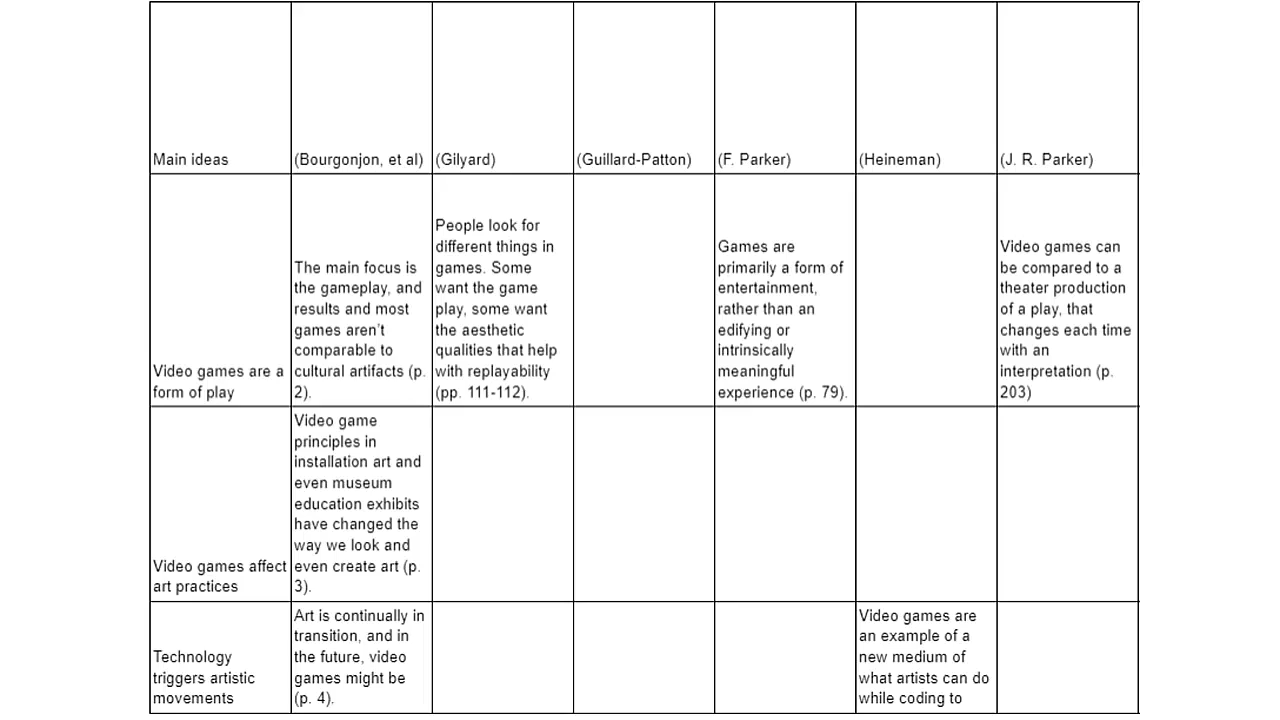 Main ideas
(Bourgonjon, et al)
(Gilyard)
(Guillard-Patton)
(F. Parker)
(Heineman)
(J. R. Parker)
Video games are a
form of play
The main focus is
the gameplay, and
results and most
games aren't
comparable to
cultural artifacts (p.
2).
People look for
different things in
games. Some
want the game
play, some want
the aesthetic
qualities that help
with replayability
(pp. 111-112).
Games are
primarily a form of
entertainment,
rather than an
edifying or
intrinsically
meaningful
experience (p. 79).
Video games can
be compared to a
theater production
of a play, that
changes each time
with an
interpretation (p.
203)
Video games affect
art practices
Video game
principles in
installation art and
even museum
education exhibits
have changed the
way we look and
even create art (p.
3).
Technology
triggers artistic
movements
Art is continually in
transition, and in
the future, video
games might be
(p. 4).
Video games are
an example of a
new medium of
what artists can do
while coding to